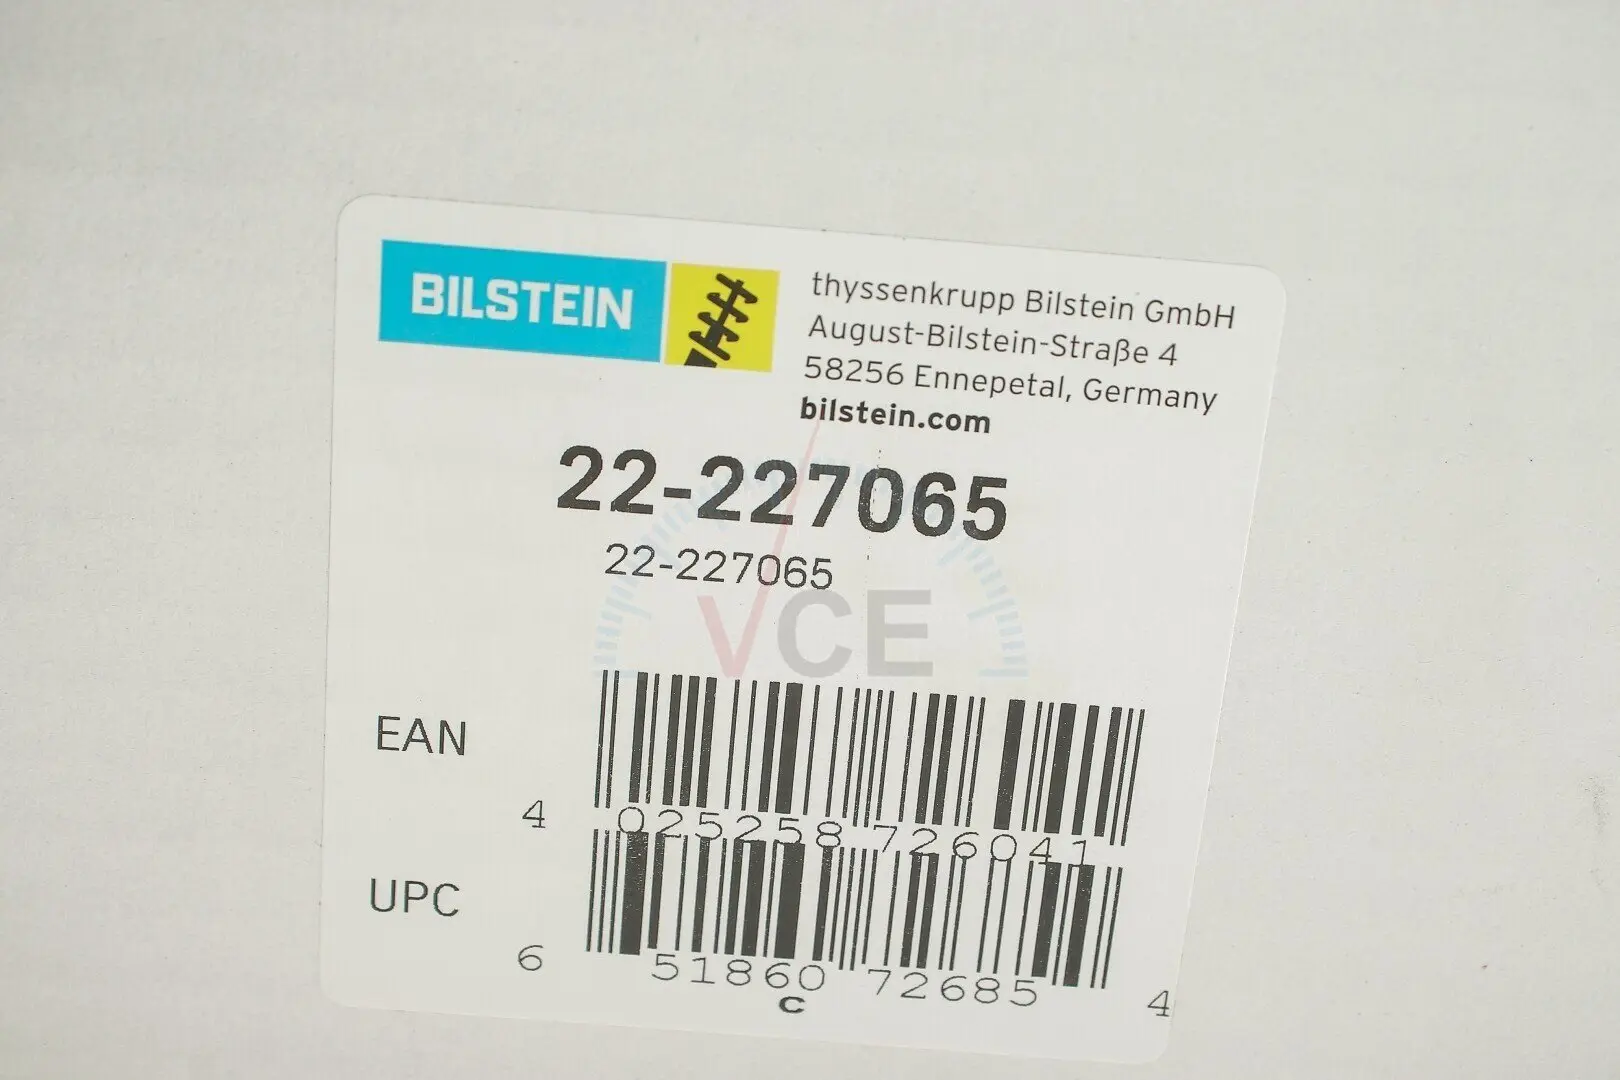 BILSTEIN
thyssenkrupp Bilstein GmbH
August-Bilstein-Straße 4
58256 Ennepetal, Germany
bilstein.com
22-227065
22-227065
VCE
EAN
4 025258 726041
UPC
6 51860 72685 4
C